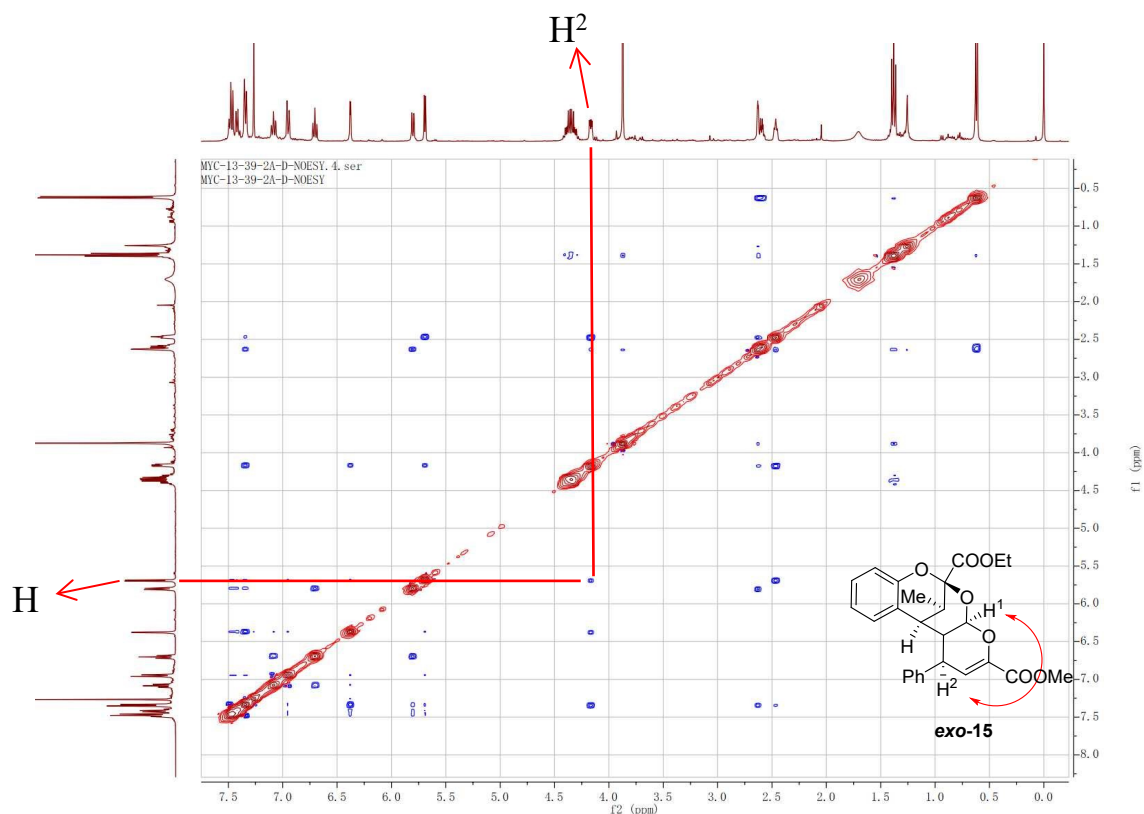 H²
MYC-13-39-2A-D-NOESY.4.ser
MYC-13-39-2A-D-NOESY
0.5
1.0
1.5
2.0
2.5
3.0
3.5
4.0
4.5
5.0
5.5
6.0
6.5
7.0
7.5
8.0
f1 (ppm)
H
O
COOEt
Me
O
H¹
H
O
Ph
H²
COOMe
exo-15
7.5 7.0 6.5 6.0 5.5 5.0 4.5 4.0 3.5 3.0 2.5 2.0 1.5 1.0 0.5 0.0
f2 (ppm)